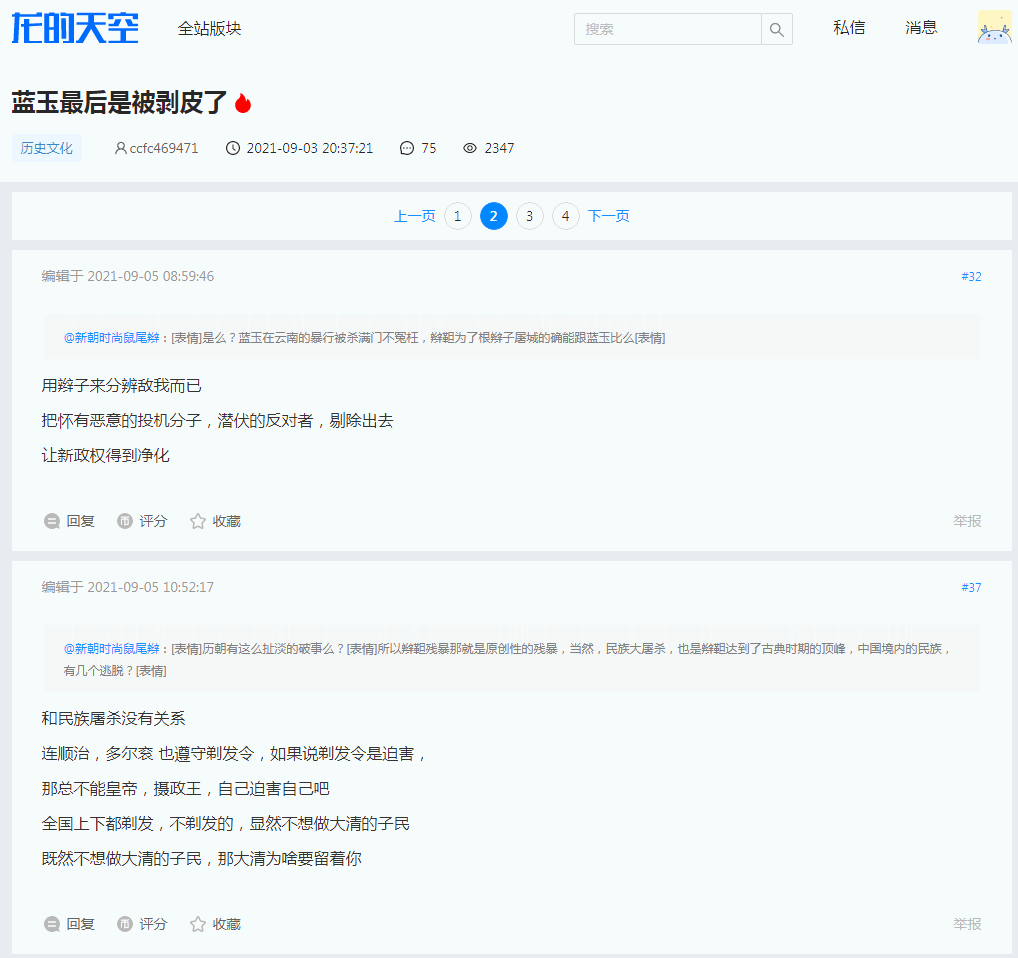 龙的天空
全站版块
搜索
私信
消息
蓝玉最后是被剥皮了
历史文化
ccfc469471
2021-09-03 20:37:21
75
2347
上一页 1 2 3 4 下一页
编辑于 2021-09-05 08:59:46
#32
@新朝时尚鼠尾辫：[表情]是么？蓝玉在云南的暴行被杀满门不冤枉，辫靼为了根辫子屠城的确能跟蓝玉比么[表情]
用辫子来分辨敌我而已
把怀有恶意的投机分子，潜伏的反对者，剔除出去
让新政权得到净化
回复 币 评分 收藏
举报
编辑于 2021-09-05 10:52:17
#37
@新朝时尚鼠尾辫：[表情]历朝有这么扯淡的破事么？[表情]所以辫靼残暴那就是原创性的残暴，当然，民族大屠杀，也是辫靼达到了古典时期的顶峰，中国境内的民族，
有几个逃脱？[表情]
和民族屠杀没有关系
连顺治，多尔衮 也遵守剃发令，如果说剃发令是迫害，
那总不能皇帝，摄政王，自己迫害自己吧
全国上下都剃发，不剃发的，显然不想做大清的子民
既然不想做大清的子民，那大清为啥要留着你
回复 币 评分 收藏
举报